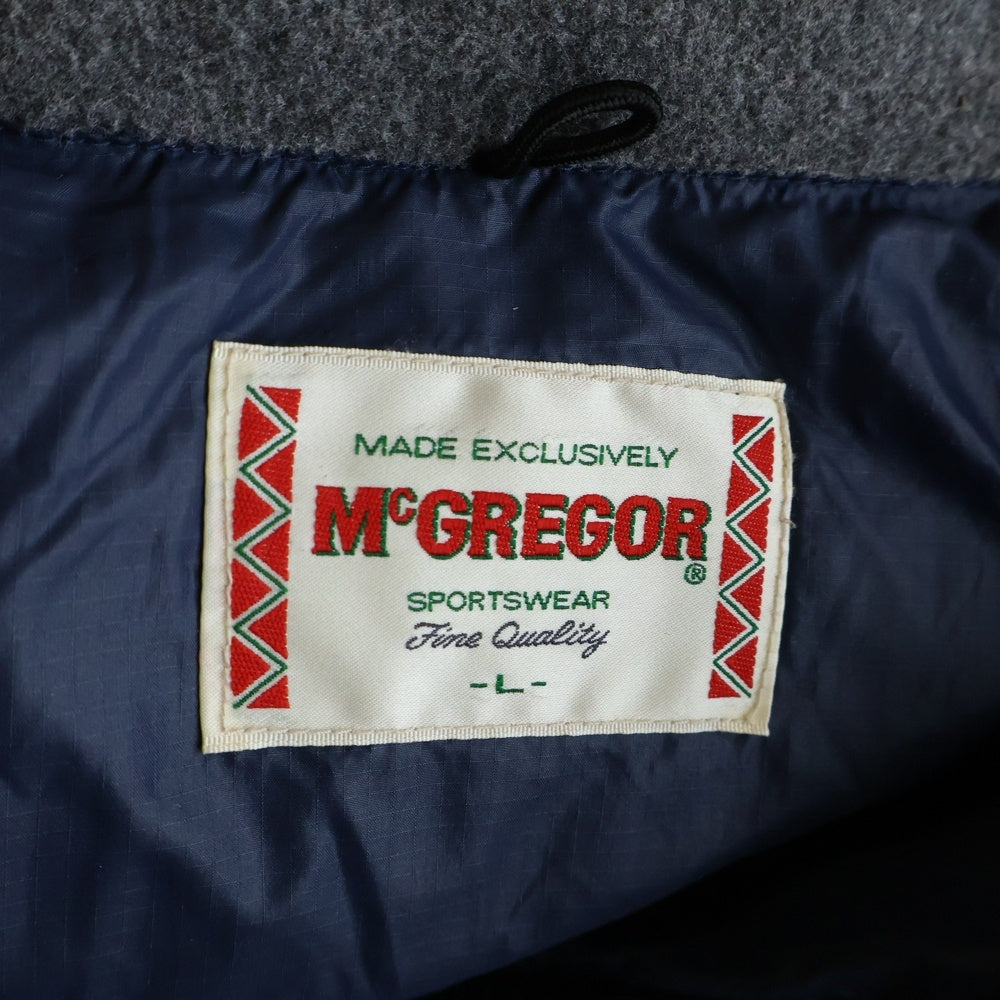 MADE EXCLUSIVELY
McGREGOR®
SPORTSWEAR
Fine Quality
-L-